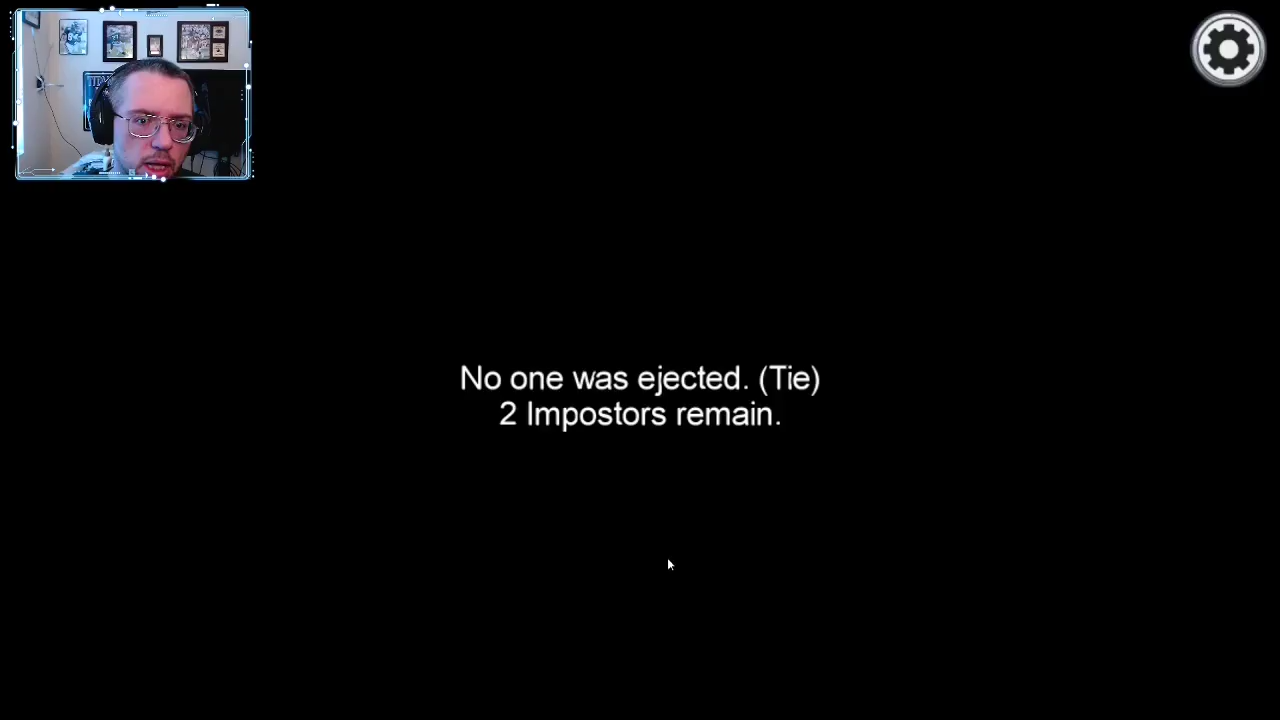 No one was ejected. (Tie)
2 Impostors remain.